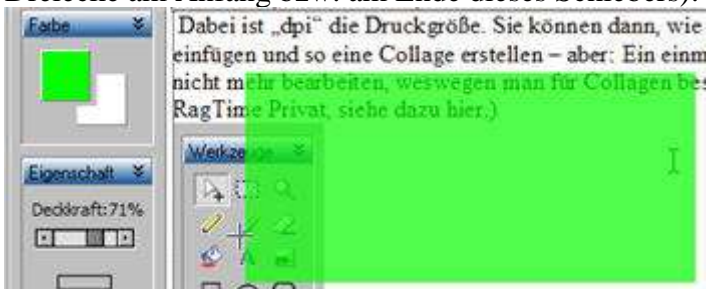 Dreiecke am Anfang bzw. am Ende dieses Schiebers).
Farbe
Dabei ist „dpi“ die Druckgröße. Sie können dann, wie
einfügen und so eine Collage erstellen – aber: Ein einm
nicht mehr bearbeiten, weswegen man für Collagen bes
RagTime Privat, siehe dazu hier.)
Werkzeuge
Eigenschaft
Deckkraft:71%
A